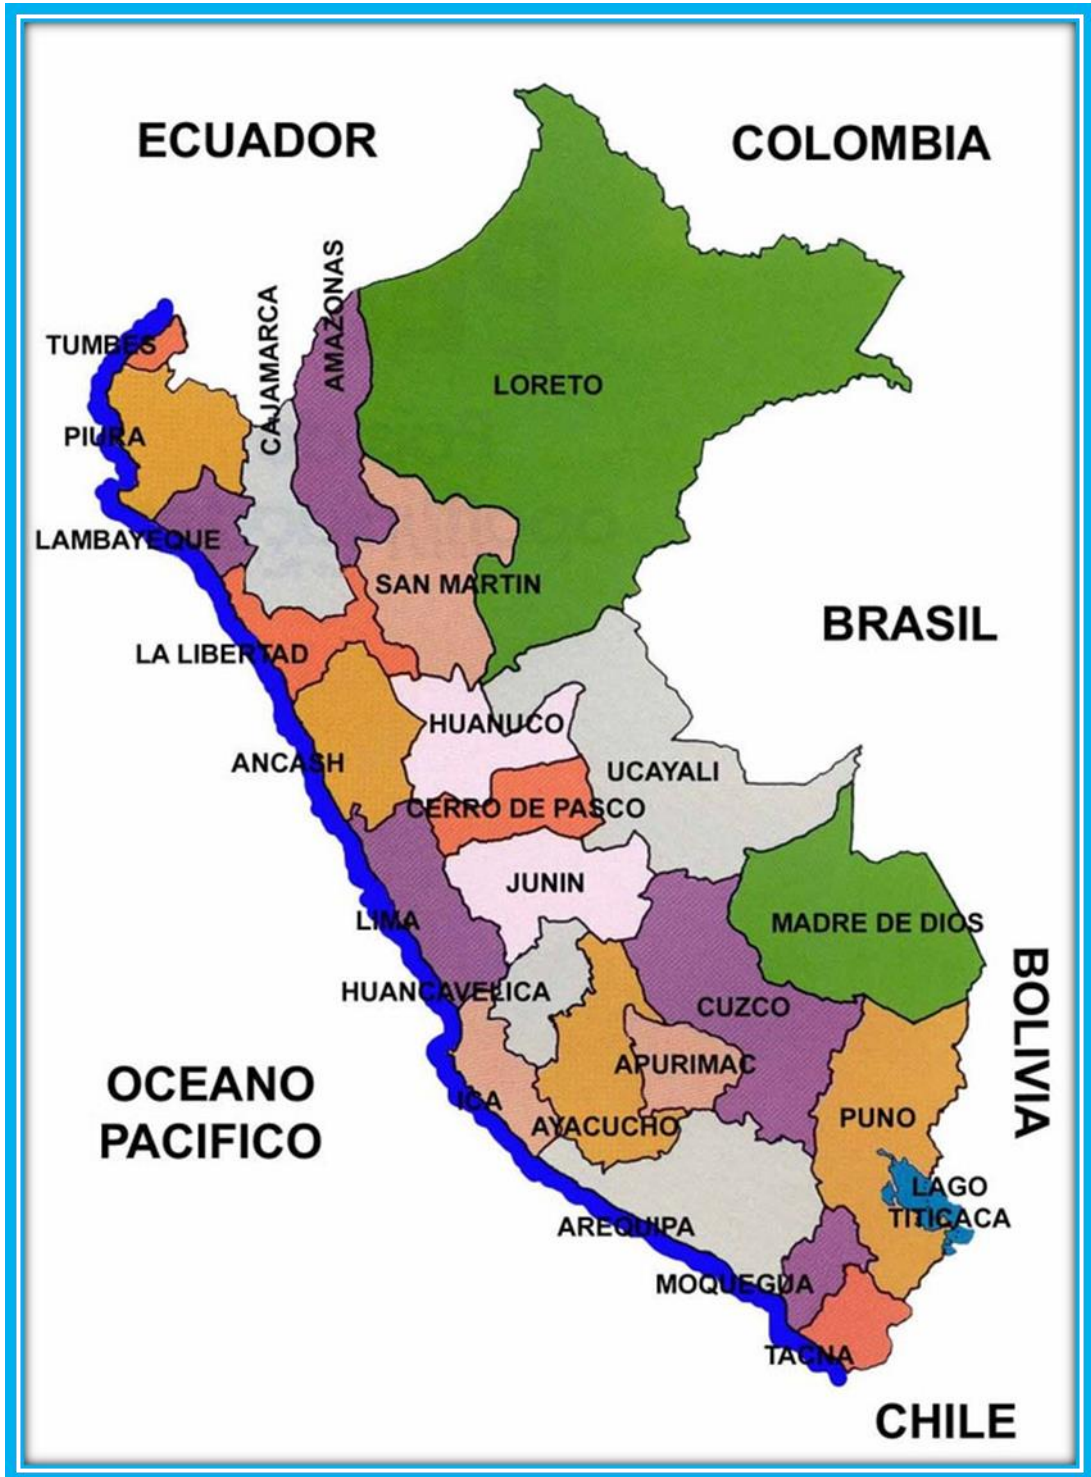 ECUADOR
COLOMBIA
AMAZONAS
CAJAMARCA
TUMBES
LORETO
PIURA
LAMBAYEQUE
SAN MARTIN
BRASIL
LA LIBERTAD
HUANUCO
ANCASH
UCAYALI
CERRO DE PASCO
JUNIN
LIMA
MADRE DE DIOS
HUANCAVELICA
CUZCO
BOLIVIA
APURIMAC
OCEANO
PACIFICO
ICA
AYACUCHO
PUNO
LAGO
TITICACA
AREQUIPA
MOQUEGUA
TACNA
CHILE